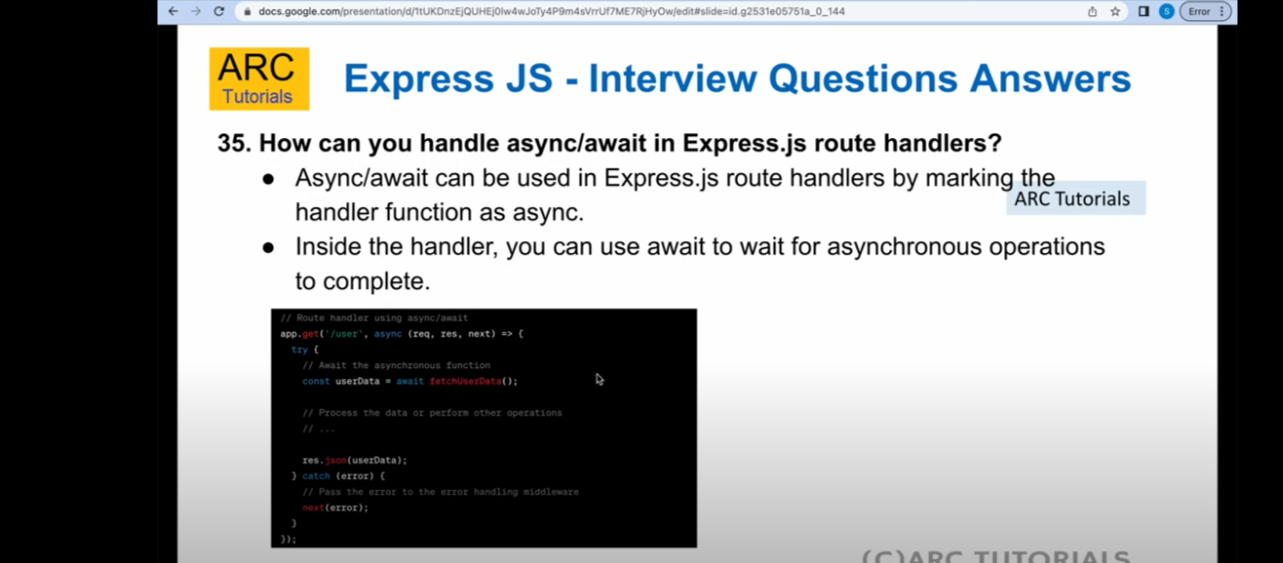 docs.google.com/presentation/d/1tUKDnzEjQUHEj0lw4wJoTy4P9m4sVrrUf7ME7RjHyOw/edit#slide=id.g2531e05751a_0_144
S
Error
ARC
Tutorials
Express JS - Interview Questions Answers
35. How can you handle async/await in Express.js route handlers?
● Async/await can be used in Express.js route handlers by marking the
ARC Tutorials
handler function as async.
● Inside the handler, you can use await to wait for asynchronous operations
to complete.
// Route handler using async/await
app.get('/user', async (req, res, next) => {
try {
// Await the asynchronous function
const userData = await fetchUserData();
// Process the data or perform other operations
// ...
res.json(userData);
} catch (error) {
// Pass the error to the error handling middleware
next(error);
}
});
(C)ARC TUTORIALS